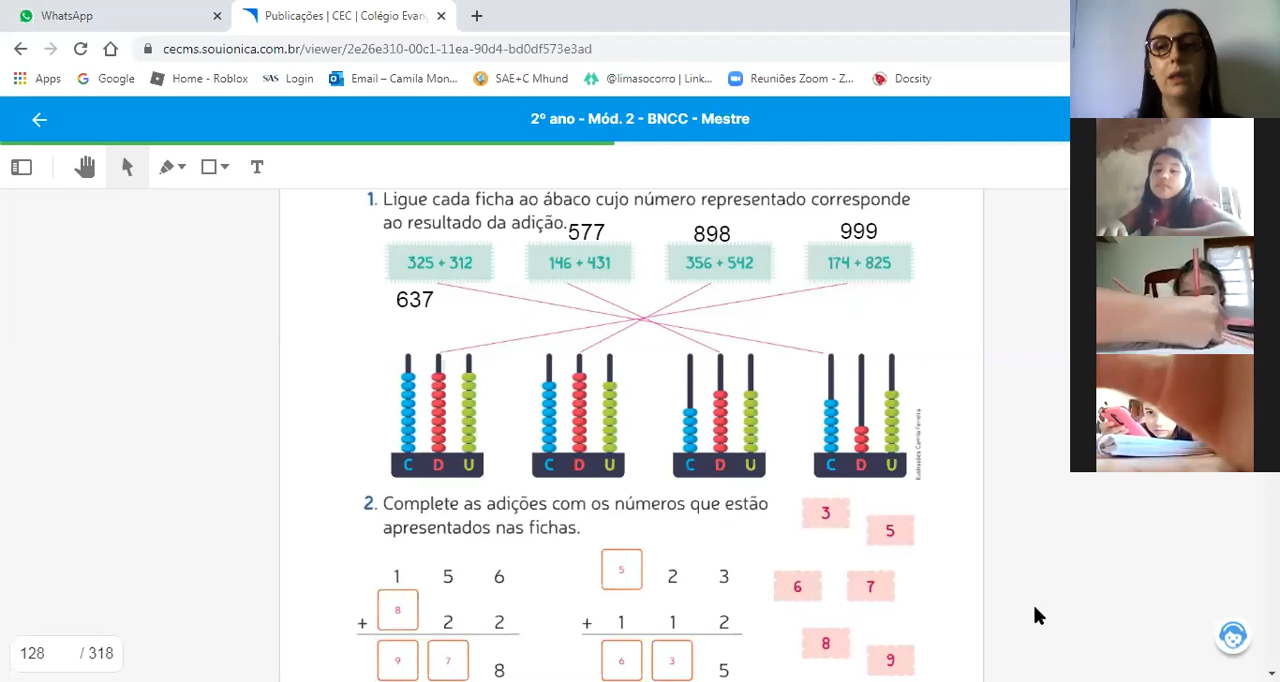 WhatsApp
Publicações | CEC | Colégio Evan
cecms.souionica.com.br/viewer/2e26e310-00c1-11ea-90d4-bd0df573e3ad
Apps
Google
Home - Roblox
SAS Login
Email – Camila Mon...
SAE+C Mhund
@limasocorro | Link...
Reuniões Zoom - Z...
Docsity
2º ano - Mód. 2 - BNCC - Mestre
T
1. Ligue cada ficha ao ábaco cujo número representado corresponde
ao resultado da adição.
577
898
999
325 + 312
146 + 431
356 + 542
174 + 825
637
C D U
C D U
C D U
C D U
Ilustrações: Camila Ferreira
2. Complete as adições com os números que estão
apresentados nas fichas.
3
5
6
7
8
9
1 5 6
+ 8 2 2
9 7 8
5 2 3
+ 1 1 2
6 3 5
128 / 318